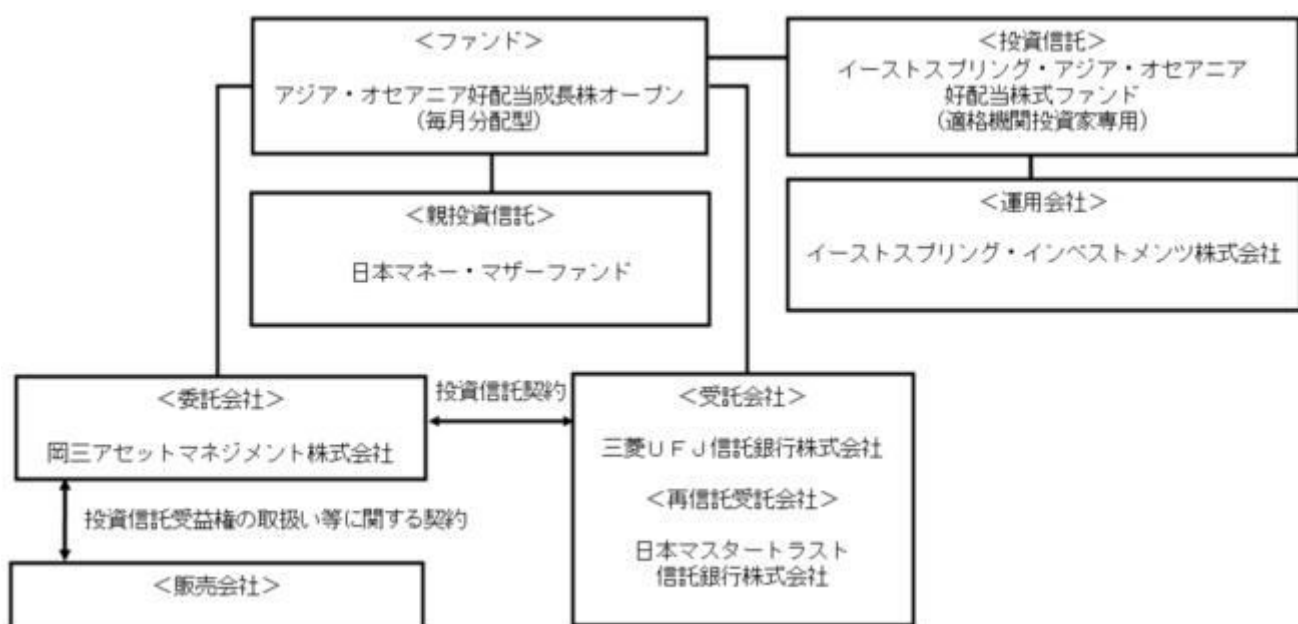 ＜ファンド＞
アジア・オセアニア好配当成長株オープン
（毎月分配型）
＜投資信託＞
イーストスプリング・アジア・オセアニア
好配当株式ファンド
（適格機関投資家専用）
＜親投資信託＞
日本マネー・マザーファンド
＜運用会社＞
イーストスプリング・インベストメンツ株式会社
＜委託会社＞
岡三アセットマネジメント株式会社
投資信託契約
＜受託会社＞
三菱ＵＦＪ信託銀行株式会社
＜再信託受託会社＞
日本マスタートラスト
信託銀行株式会社
投資信託受益権の取扱い等に関する契約
＜販売会社＞